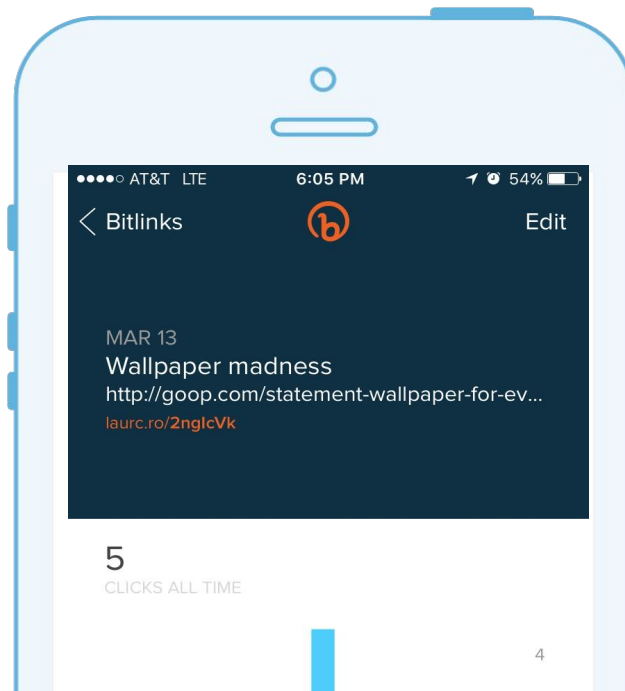 AT&T LTE 6:05 PM 54%
Bitlinks Edit
MAR 13
Wallpaper madness
http://goop.com/statement-wallpaper-for-ev...
laurc.ro/2nglcVk
5
CLICKS ALL TIME
4